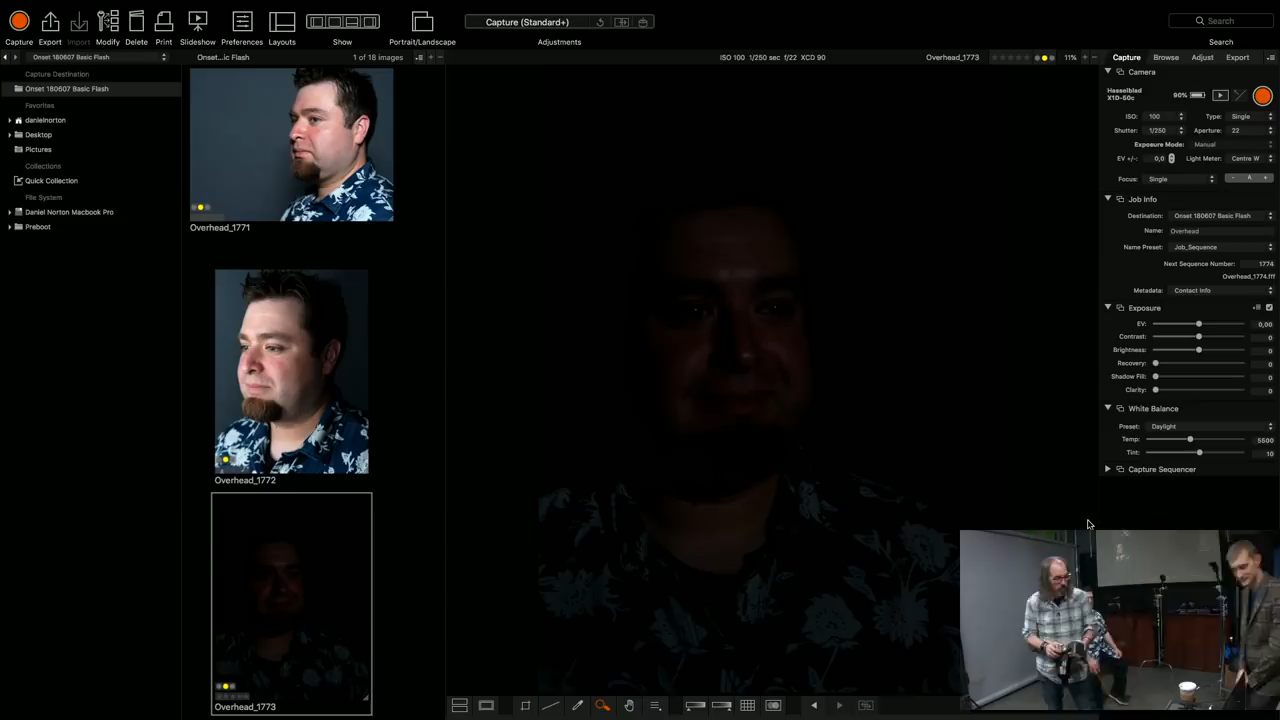 Capture (Standard+)
Search
Capture Export Import Modify Delete Print Slideshow Preferences Layouts Show Portrait/Landscape Adjustments Search
Onset 180607 Basic Flash
Onset...ic Flash
1 of 18 images
ISO 100 1/250 sec f/22 XCD 90
Overhead_1773
11%
Capture Browse Adjust Export
Capture Destination
Onset 180607 Basic Flash
Favorites
danielnorton
Desktop
Pictures
Collections
Quick Collection
File System
Daniel Norton Macbook Pro
Preboot
Overhead_1771
Overhead_1772
Overhead_1773
Camera
Hasselblad
X1D-50c
90%
ISO: 100 Type: Single
Shutter: 1/250 Aperture: 22
Exposure Mode: Manual
EV +/-: 0,0 Light Meter: Centre W
Focus: Single - A +
Job Info
Destination: Onset 180607 Basic Flash
Name: Overhead
Name Preset: Job_Sequence
Next Sequence Number: 1774
Overhead_1774.fff
Metadata: Contact Info
Exposure
EV: 0,00
Contrast: 0
Brightness: 0
Recovery: 0
Shadow Fill: 0
Clarity: 0
White Balance
Preset: Daylight
Temp: 5500
Tint: 10
Capture Sequencer